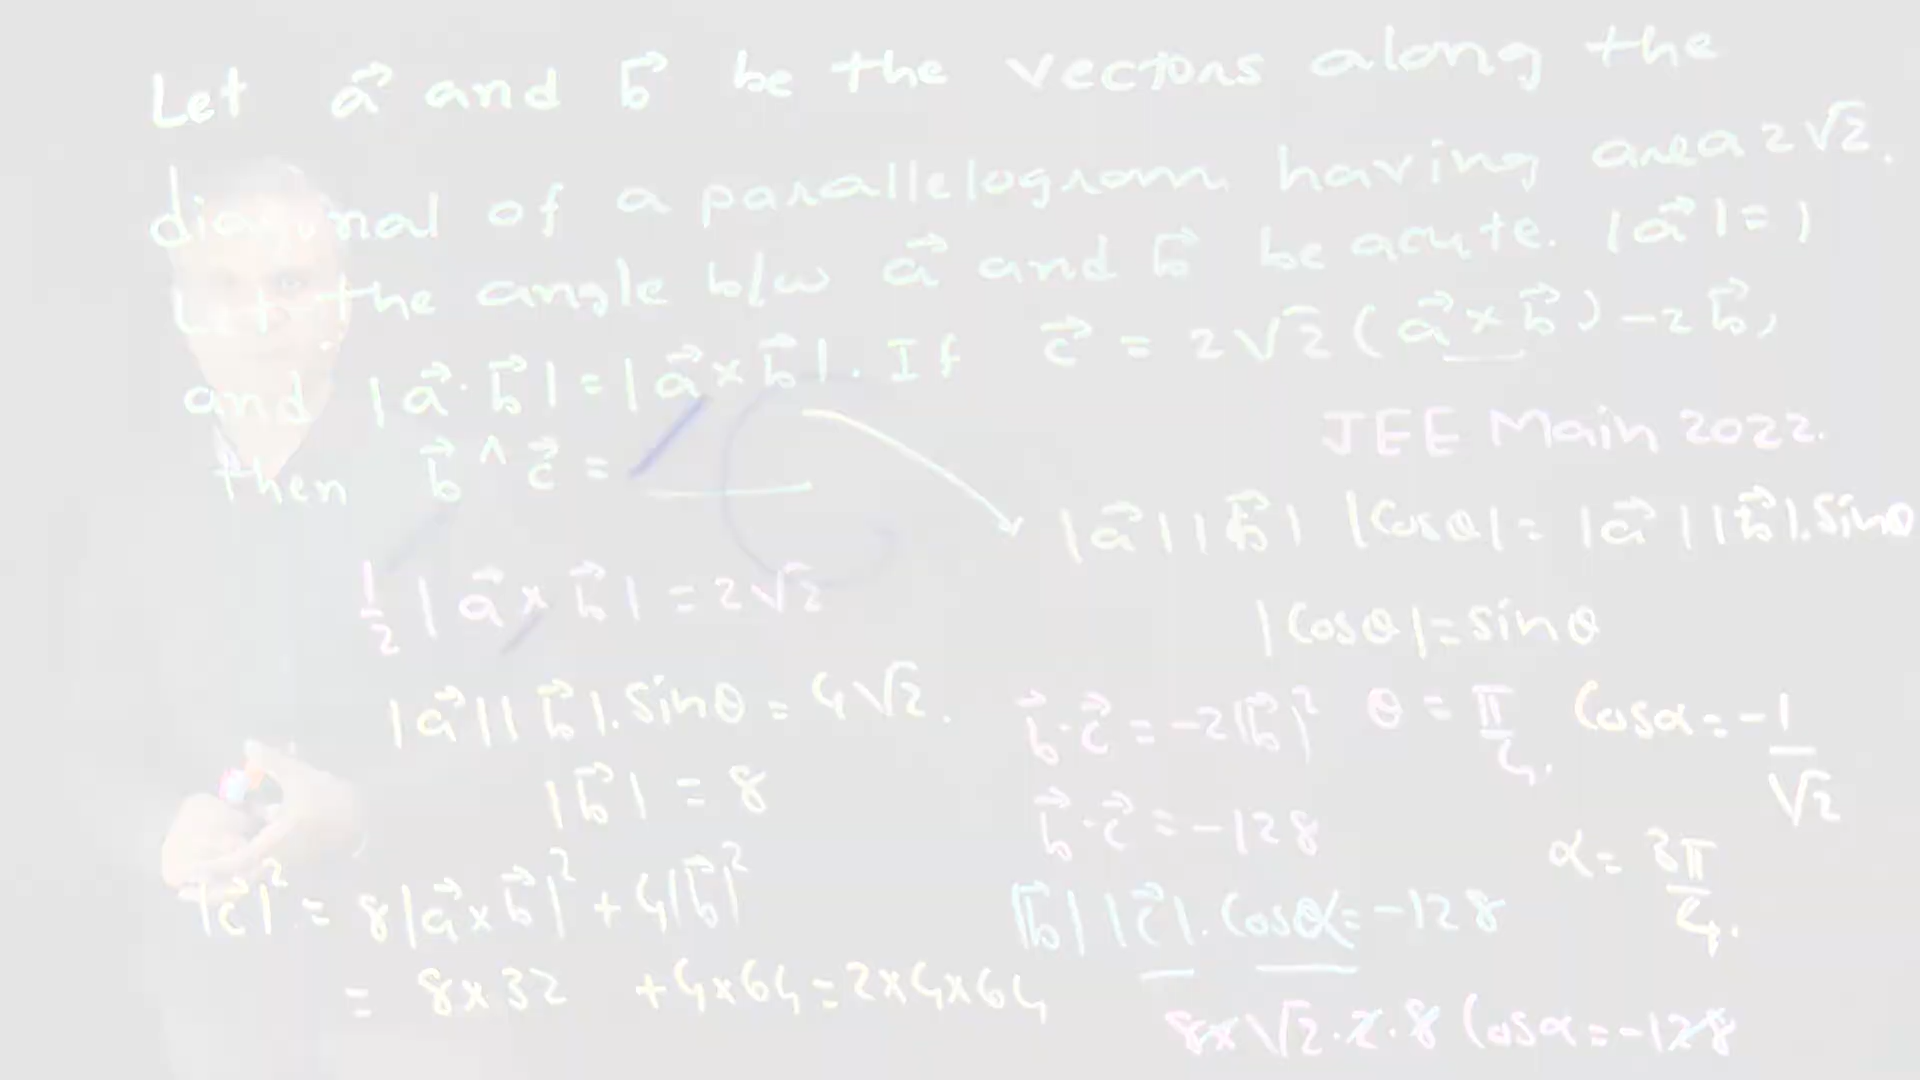 Let a⃗ and b⃗ be the vectors along the
diagonal of a parallelogram having area 2√2.
Let the angle b/w a⃗ and b⃗ be acute. |a⃗|=1
and |a⃗·b⃗|=|a⃗×b⃗|. If c⃗ = 2√2(a⃗×b⃗)-2b⃗,
then b⃗ ^ c⃗ = ____
JEE Main 2022.
|a⃗||b⃗| |Cosθ|= |a⃗||b⃗|.Sinθ
½|a⃗×b⃗| = 2√2
|Cosθ|=sinθ
|a⃗||b⃗|.Sinθ = 4√2.
θ = π/4.
|b⃗| = 8
|c⃗|² = 8|a⃗×b⃗|² + 4|b⃗|²
= 8×32 +4×64=2×4×64
b⃗·c⃗ = -2|b⃗|²
b⃗·c⃗ = -128
|b⃗||c⃗|.Cosα=-128
8×√2·2·8 Cosα=-128
Cosα=-1/√2
α= 3π/4.